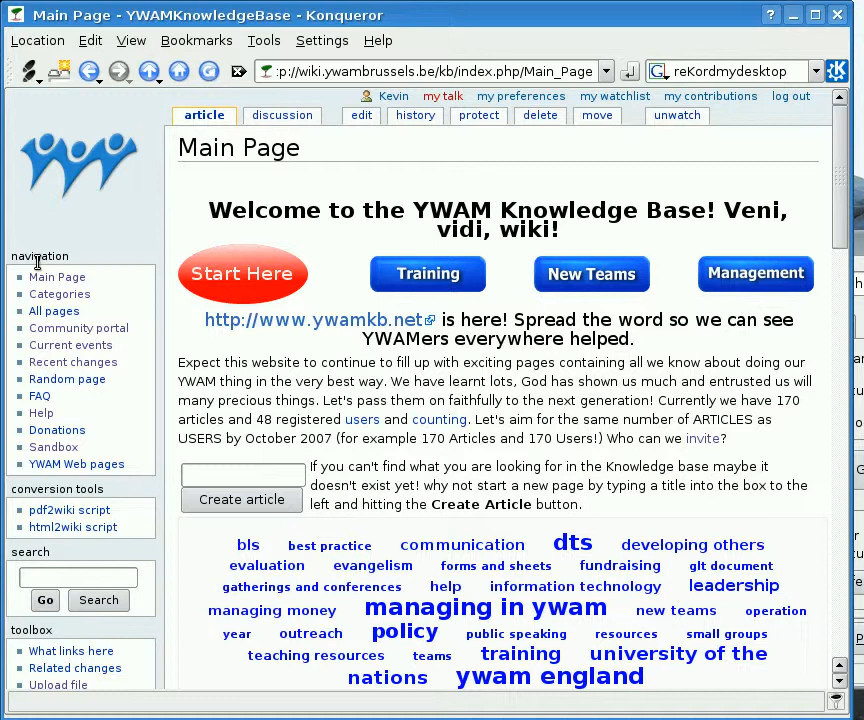 Main Page - YWAMKnowledgeBase - Konqueror
Location Edit View Bookmarks Tools Settings Help
p://wiki.ywambrussels.be/kb/index.php/Main_Page reKordmydesktop
Kevin my talk my preferences my watchlist my contributions log out
article discussion edit history protect delete move unwatch
Main Page
Welcome to the YWAM Knowledge Base! Veni,
vidi, wiki!
Start Here Training New Teams Management
http://www.ywamkb.net is here! Spread the word so we can see
YWAMers everywhere helped.
Expect this website to continue to fill up with exciting pages containing all we know about doing our
YWAM thing in the very best way. We have learnt lots, God has shown us much and entrusted us will
many precious things. Let's pass them on faithfully to the next generation! Currently we have 170
articles and 48 registered users and counting. Let's aim for the same number of ARTICLES as
USERS by October 2007 (for example 170 Articles and 170 Users!) Who can we invite?
If you can't find what you are looking for in the Knowledge base maybe it
doesn't exist yet! why not start a new page by typing a title into the box to the
left and hitting the Create Article button.
Create article
bls best practice communication dts developing others
evaluation evangelism forms and sheets fundraising glt document
gatherings and conferences help information technology leadership
managing money managing in ywam new teams operation
year outreach policy public speaking resources small groups
teaching resources teams training university of the
nations ywam england
navigation
Main Page
Categories
All pages
Community portal
Current events
Recent changes
Random page
FAQ
Help
Donations
Sandbox
YWAM Web pages
conversion tools
pdf2wiki script
html2wiki script
search
Go Search
toolbox
What links here
Related changes
Upload file